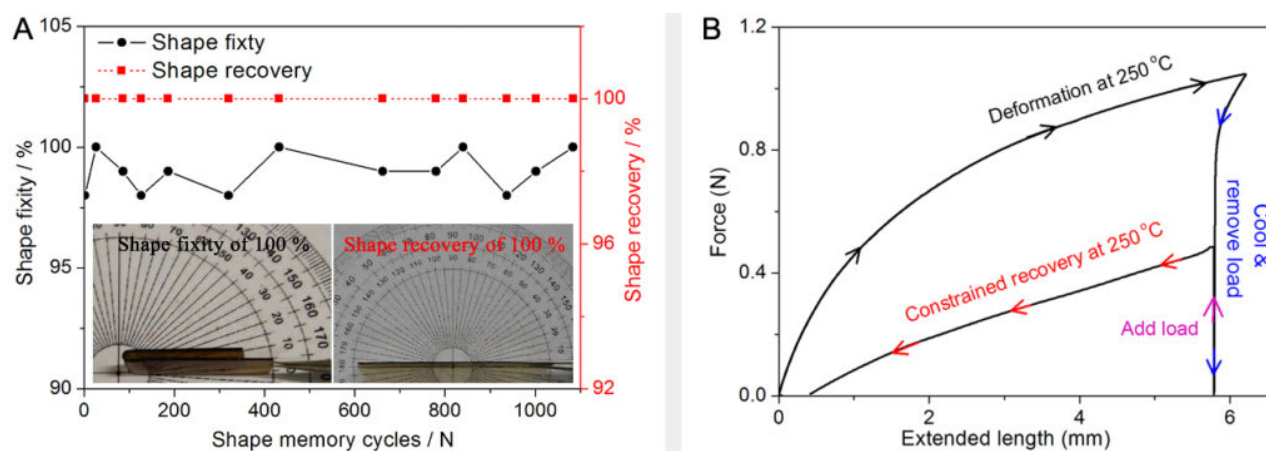 A
Shape fixty
Shape recovery
Shape fixity / %
105
100
95
90
Shape fixity of 100 %
Shape recovery of 100 %
100
96
92
Shape recovery / %
0 200 400 600 800 1000
Shape memory cycles / N
B
Force (N)
1.2
0.8
0.4
0.0
Deformation at 250 °C
Constrained recovery at 250°C
Add load
Cool &
remove load
0 2 4 6
Extended length (mm)